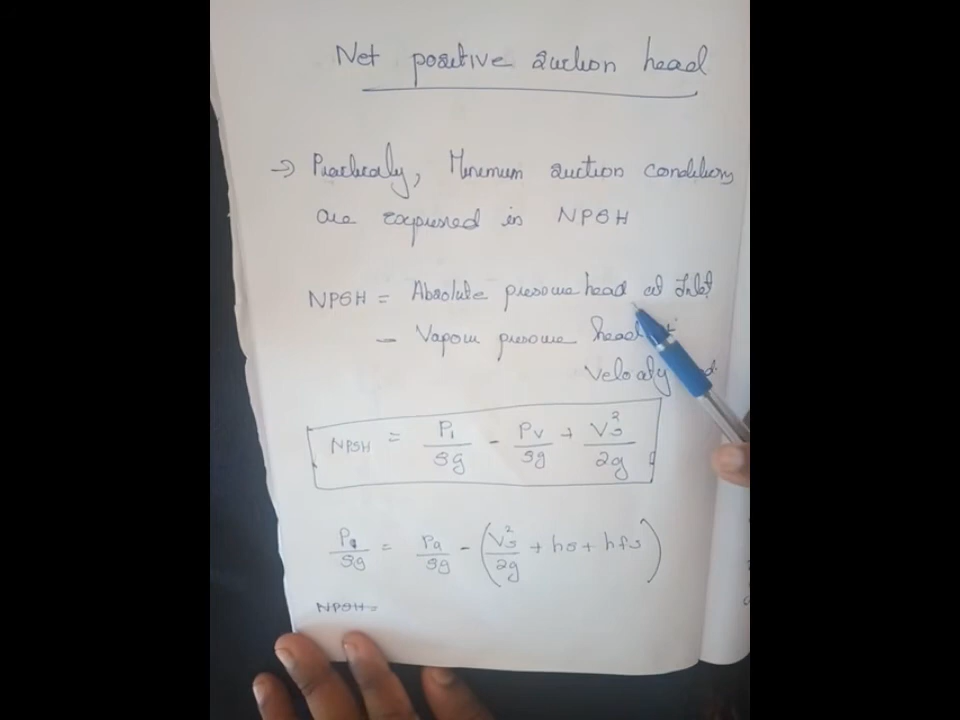 Net positive suction head
→ Practically, Minimum suction conditions
are expressed in NPSH
NPSH = Absolute pressure head at Inlet
- Vapour pressure head
Velocity
NPSH = P₁/ρg - Pv/ρg + Vs²/2g
P₁/ρg = Pa/ρg - (Vs²/2g + hs + hfs)
NPSH =